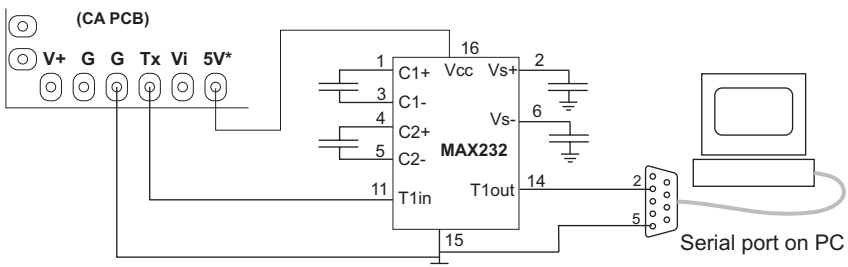 (CA PCB)
V+ G G Tx Vi 5V*
16
1 C1+ Vcc Vs+ 2
3 C1-
4 C2+ Vs- 6
5 C2- MAX232
11 T1in T1out 14 2
15 5
Serial port on PC